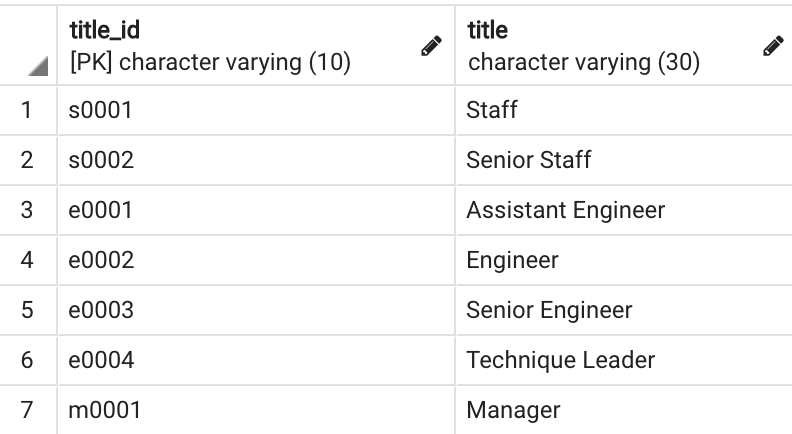 title_id title
[PK] character varying (10) character varying (30)
1 s0001 Staff
2 s0002 Senior Staff
3 e0001 Assistant Engineer
4 e0002 Engineer
5 e0003 Senior Engineer
6 e0004 Technique Leader
7 m0001 Manager